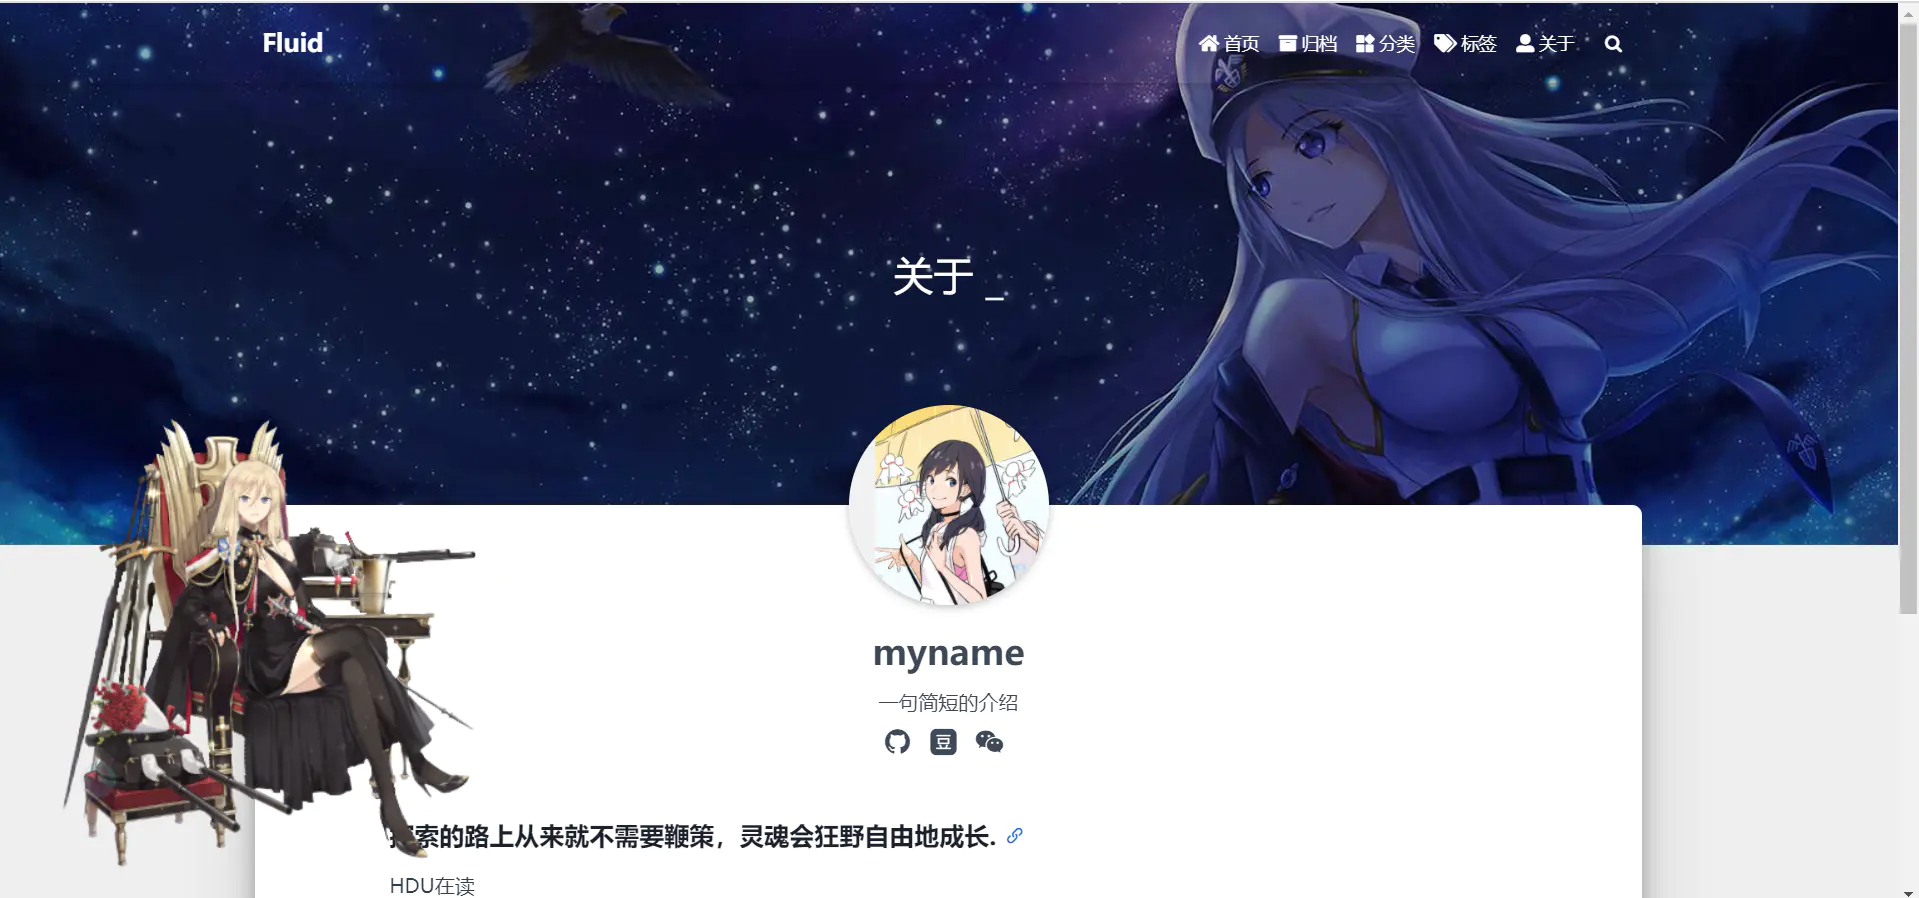 Fluid
首页 归档 分类 标签 关于
关于 _
myname
一句简短的介绍
豆
索的路上从来就不需要鞭策，灵魂会狂野自由地成长.
HDU在读